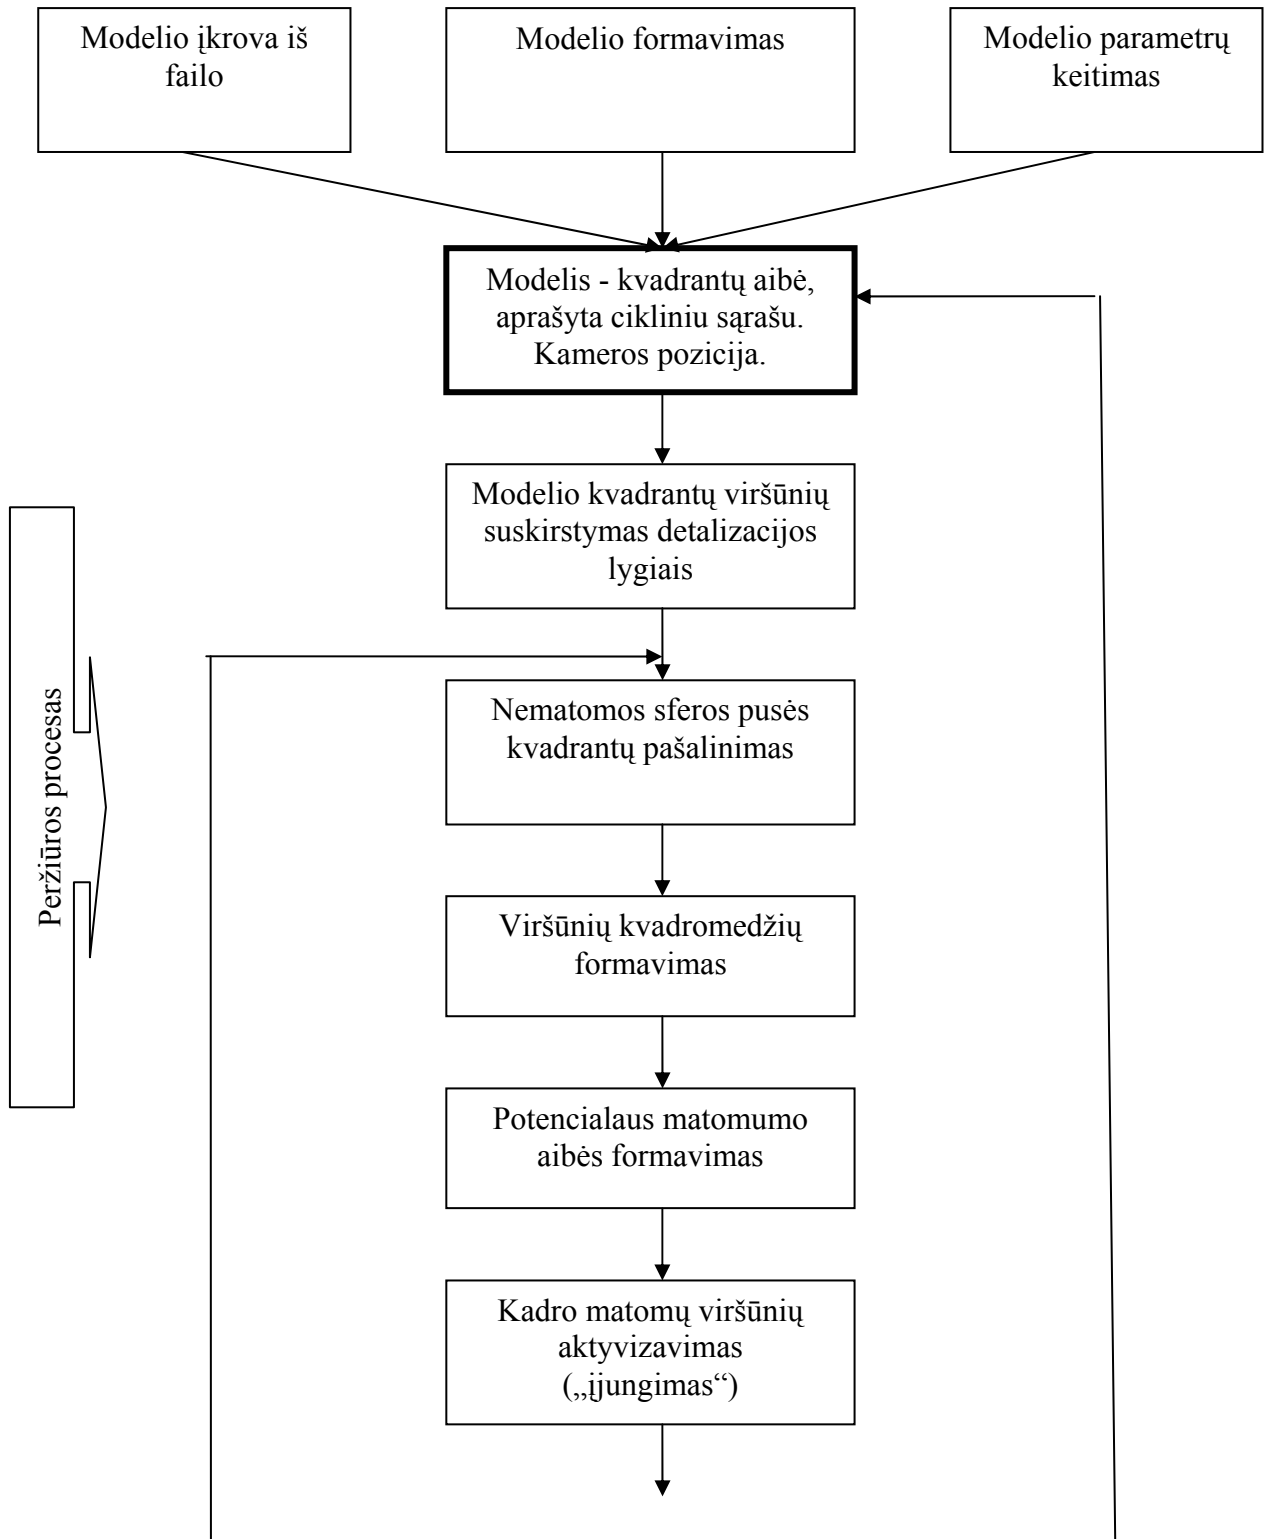 Modelio įkrova iš
failo
Modelio formavimas
Modelio parametrų
keitimas
Modelis - kvadrantų aibė,
aprašyta cikliniu sąrašu.
Kameros pozicija.
Modelio kvadrantų viršūnių
suskirstymas detalizacijos
lygiais
Peržiūros procesas
Nematomos sferos pusės
kvadrantų pašalinimas
Viršūnių kvadromedžių
formavimas
Potencialaus matomumo
aibės formavimas
Kadro matomų viršūnių
aktyvizavimas
(„įjungimas“)